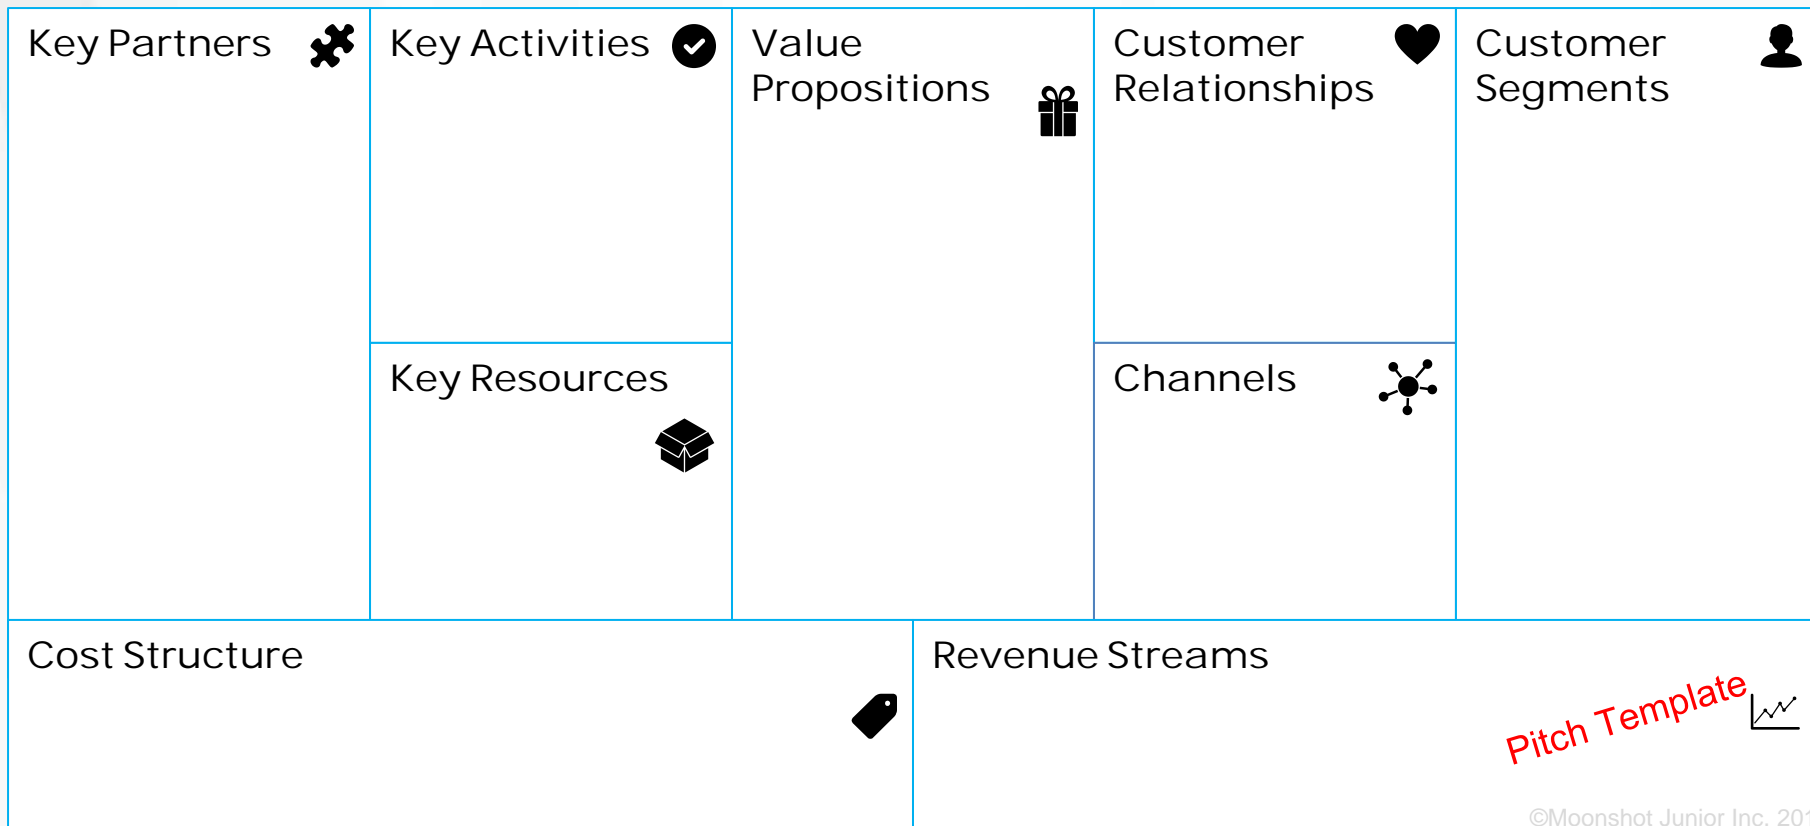 Key Partners
Key Activities
Value
Propositions
Customer
Relationships
Customer
Segments
Key Resources
Channels
Cost Structure
Revenue Streams
Pitch Template
©Moonshot Junior Inc. 201